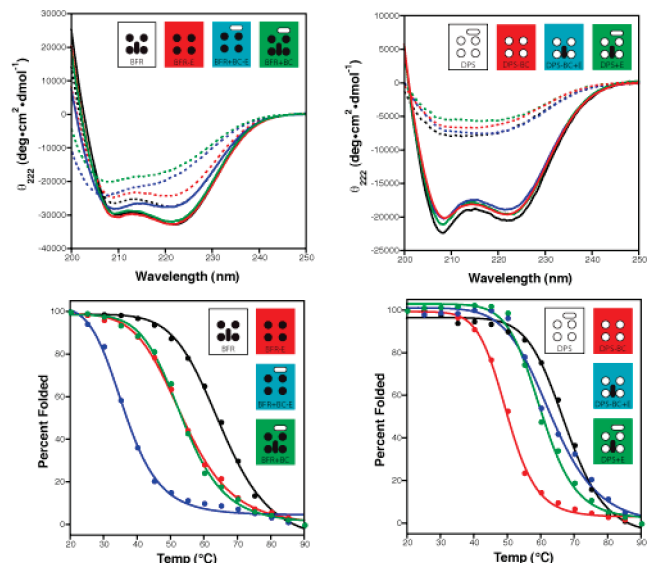 BFR BFR-E BFR+BC-E BFR+BC
30000
20000
10000
0
-10000
-20000
-30000
-40000
θ222 (deg•cm²•dmol⁻¹)
200 210 220 230 240 250
Wavelength (nm)
DPS DPS-BC DPS-BC+E DPS+E
10000
5000
0
-5000
-10000
-15000
-20000
-25000
θ222 (deg•cm²•dmol⁻¹)
200 210 220 230 240 250
Wavelength (nm)
100
80
60
40
20
0
Percent Folded
BFR BFR-E
BFR+BC-E
BFR+BC
20 30 40 50 60 70 80 90
Temp (°C)
100
80
60
40
20
0
Percent Folded
DPS DPS-BC
DPS-BC+E
DPS+E
20 30 40 50 60 70 80 90
Temp (°C)